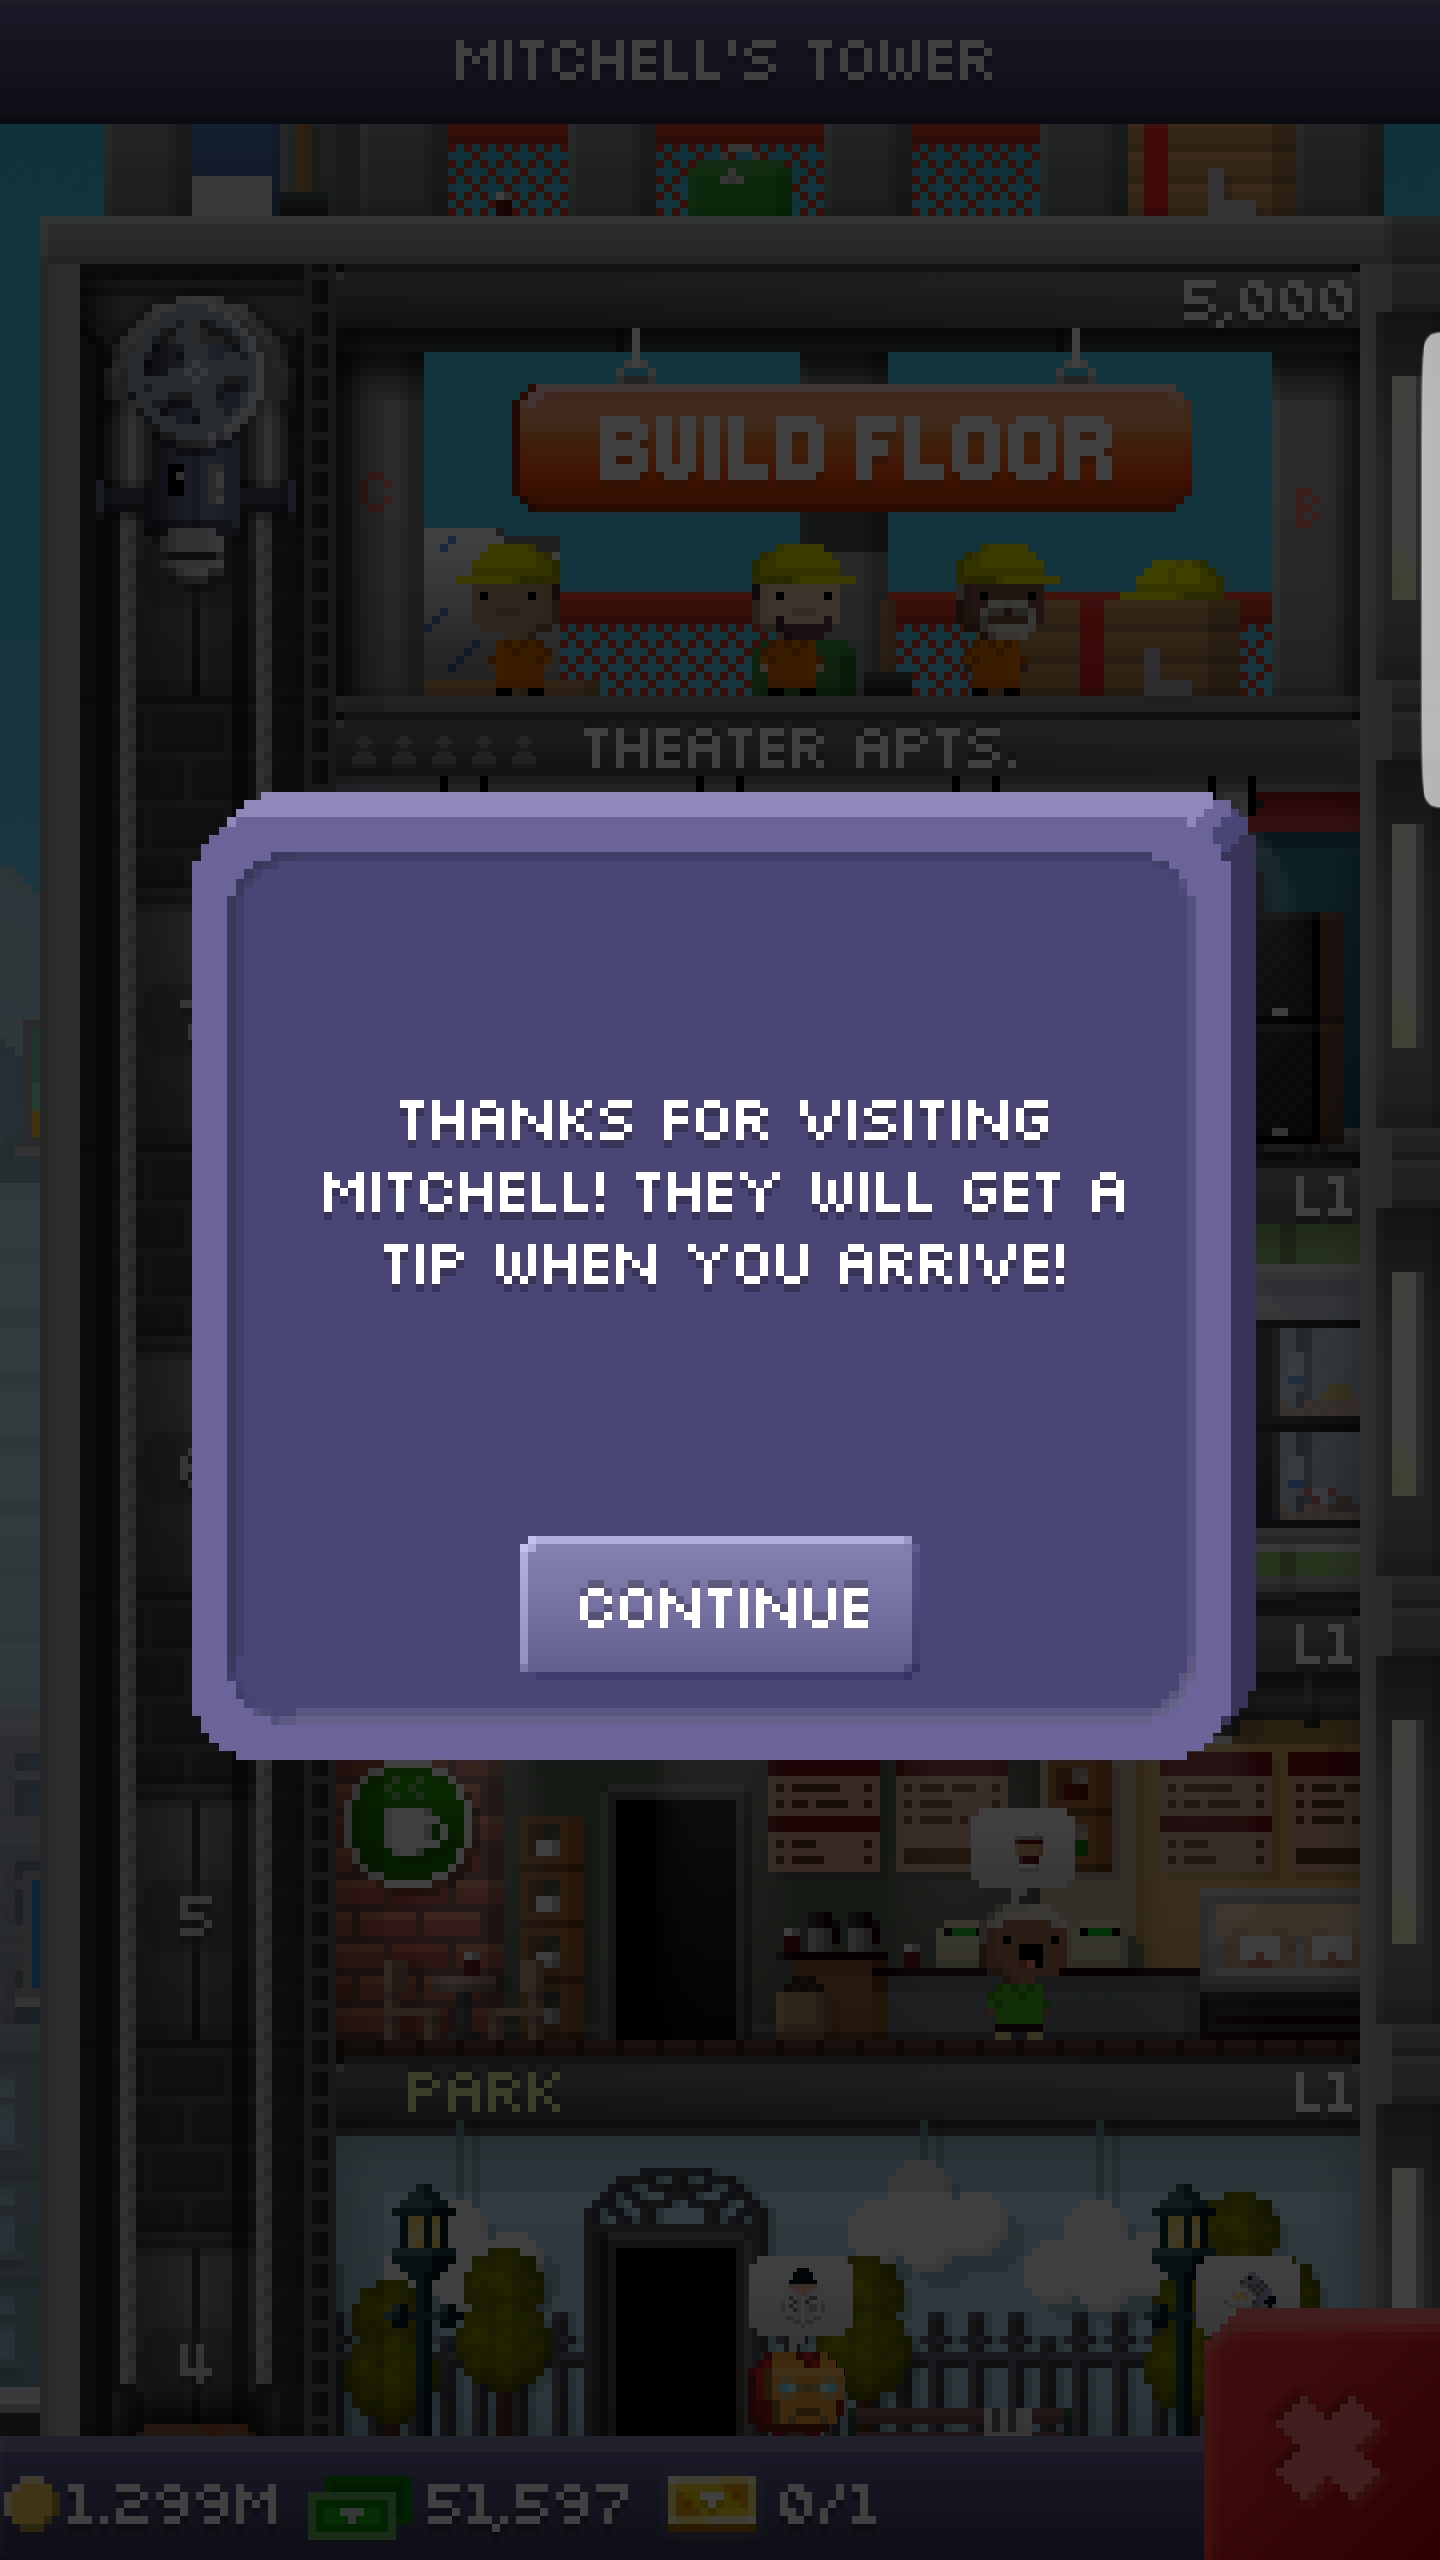 MITCHELL'S TOWER
5,000
BUILD FLOOR
C
B
THEATER APTS.
THANKS FOR VISITING
MITCHELL! THEY WILL GET A
TIP WHEN YOU ARRIVE!
L1
CONTINUE
L1
5
PARK
L1
4
1.299M
51,597
0/1